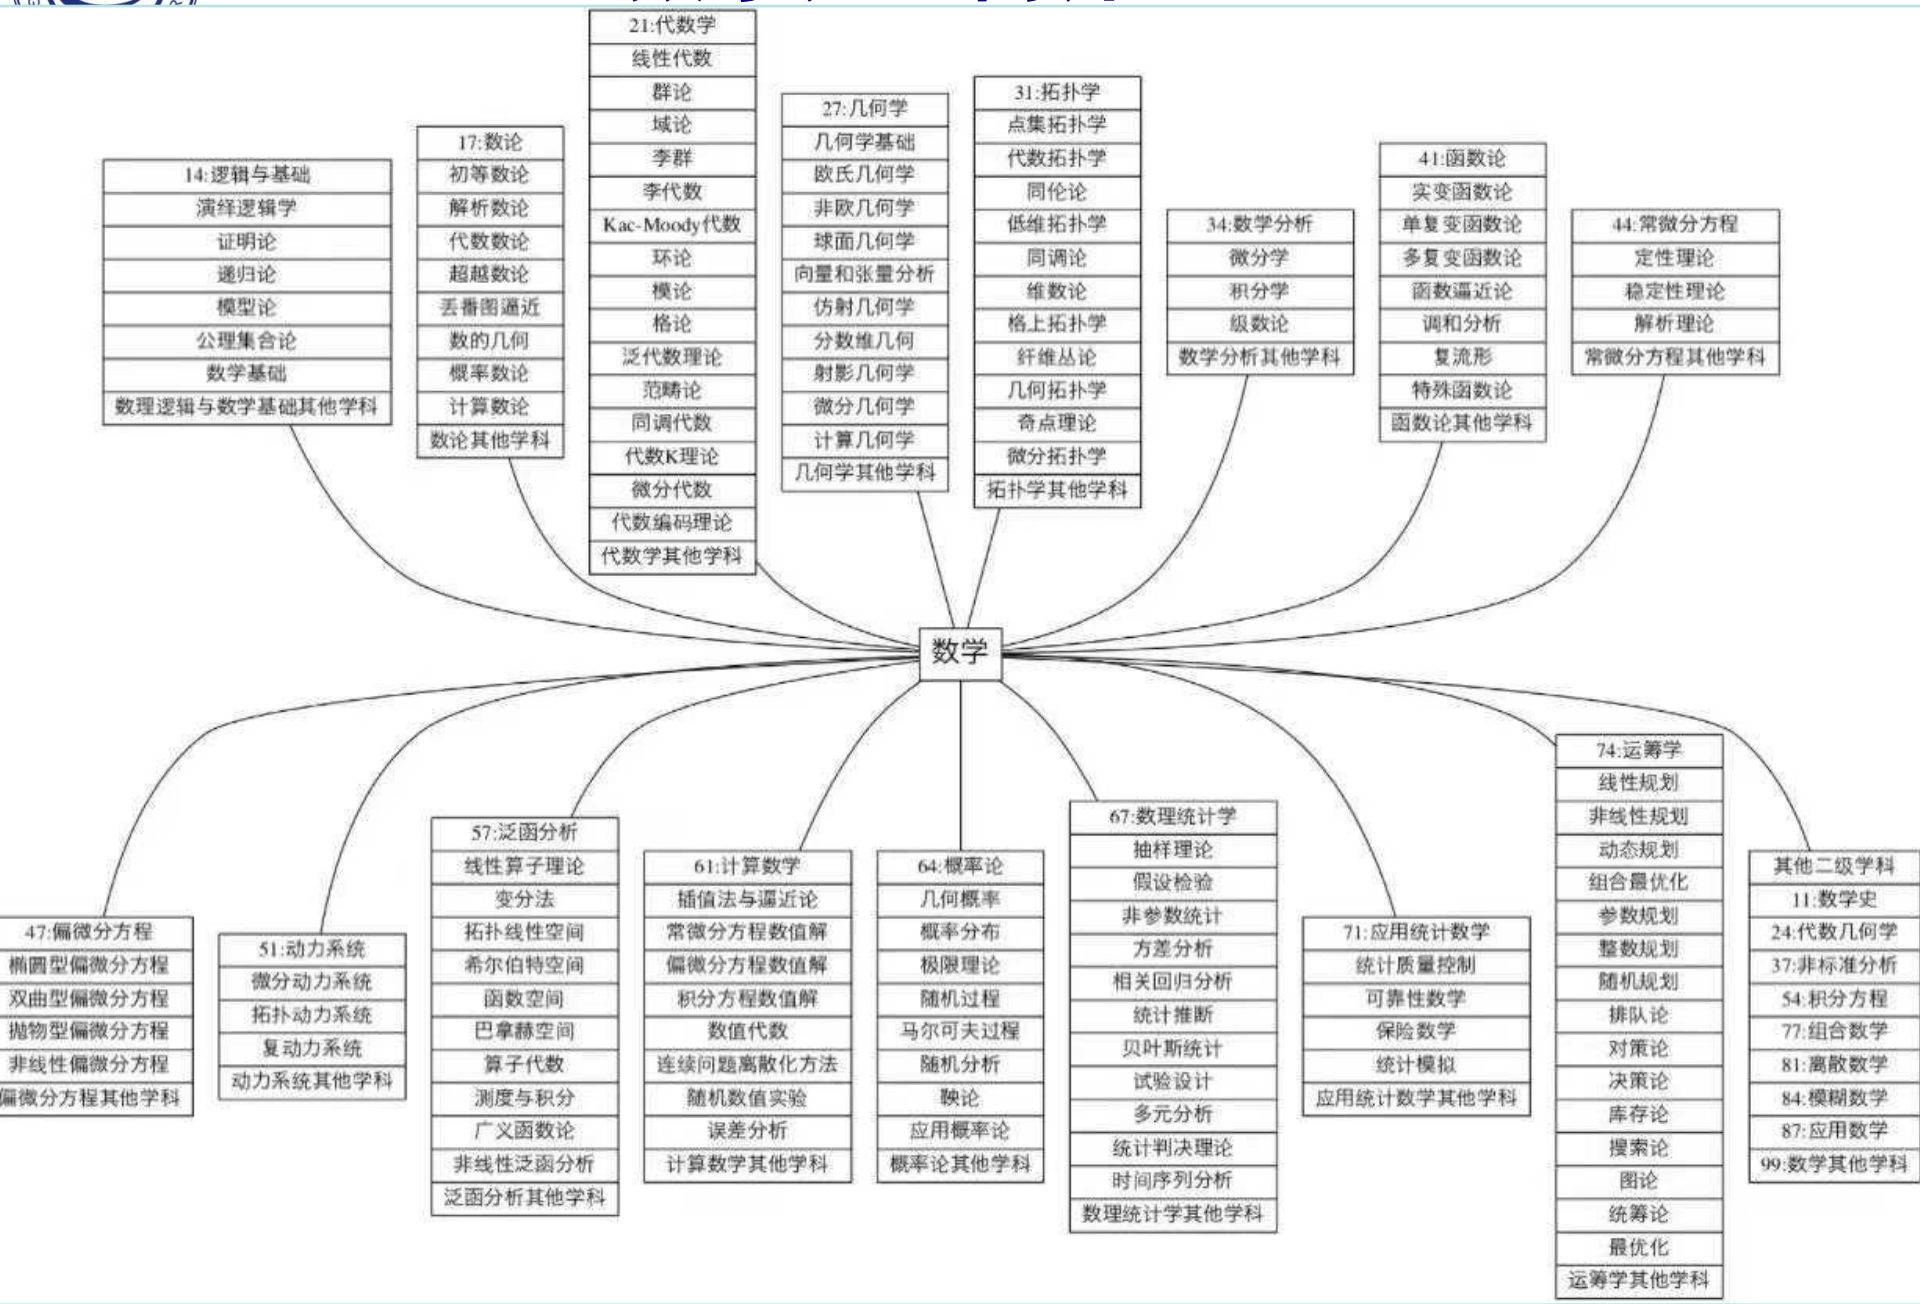 21:代数学
线性代数
群论
域论
李群
李代数
Kac-Moody代数
环论
模论
格论
泛代数理论
范畴论
同调代数
代数K理论
微分代数
代数编码理论
代数学其他学科
14:逻辑与基础
演绎逻辑学
证明论
递归论
模型论
公理集合论
数学基础
数理逻辑与数学基础其他学科
17:数论
初等数论
解析数论
代数数论
超越数论
丢番图逼近
数的几何
概率数论
计算数论
数论其他学科
27:几何学
几何学基础
欧氏几何学
非欧几何学
球面几何学
向量和张量分析
仿射几何学
分数维几何
射影几何学
微分几何学
计算几何学
几何学其他学科
31:拓扑学
点集拓扑学
代数拓扑学
同伦论
低维拓扑学
同调论
维数论
格上拓扑学
纤维丛论
几何拓扑学
奇点理论
微分拓扑学
拓扑学其他学科
34:数学分析
微分学
积分学
级数论
数学分析其他学科
41:函数论
实变函数论
单复变函数论
多复变函数论
函数逼近论
调和分析
复流形
特殊函数论
函数论其他学科
44:常微分方程
定性理论
稳定性理论
解析理论
常微分方程其他学科
数学
47:偏微分方程
椭圆型偏微分方程
双曲型偏微分方程
抛物型偏微分方程
非线性偏微分方程
偏微分方程其他学科
51:动力系统
微分动力系统
拓扑动力系统
复动力系统
动力系统其他学科
57:泛函分析
线性算子理论
变分法
拓扑线性空间
希尔伯特空间
函数空间
巴拿赫空间
算子代数
测度与积分
广义函数论
非线性泛函分析
泛函分析其他学科
61:计算数学
插值法与逼近论
常微分方程数值解
偏微分方程数值解
积分方程数值解
数值代数
连续问题离散化方法
随机数值实验
误差分析
计算数学其他学科
64:概率论
几何概率
概率分布
极限理论
随机过程
马尔可夫过程
随机分析
鞅论
应用概率论
概率论其他学科
67:数理统计学
抽样理论
假设检验
非参数统计
方差分析
相关回归分析
统计推断
贝叶斯统计
试验设计
多元分析
统计判决理论
时间序列分析
数理统计学其他学科
71:应用统计数学
统计质量控制
可靠性数学
保险数学
统计模拟
应用统计数学其他学科
74:运筹学
线性规划
非线性规划
动态规划
组合最优化
参数规划
整数规划
随机规划
排队论
对策论
决策论
库存论
搜索论
图论
统筹论
最优化
运筹学其他学科
其他二级学科
11:数学史
24:代数几何学
37:非标准分析
54:积分方程
77:组合数学
81:离散数学
84:模糊数学
87:应用数学
99:数学其他学科